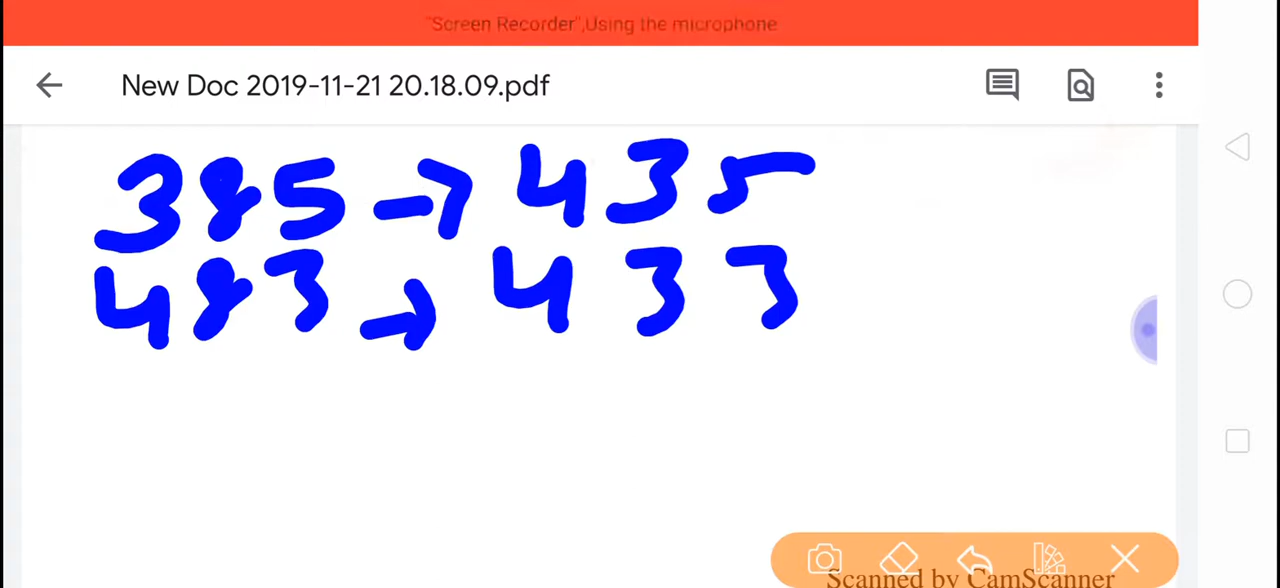 "Screen Recorder",Using the microphone
New Doc 2019-11-21 20.18.09.pdf
385 → 435
483 → 433
Scanned by CamScanner